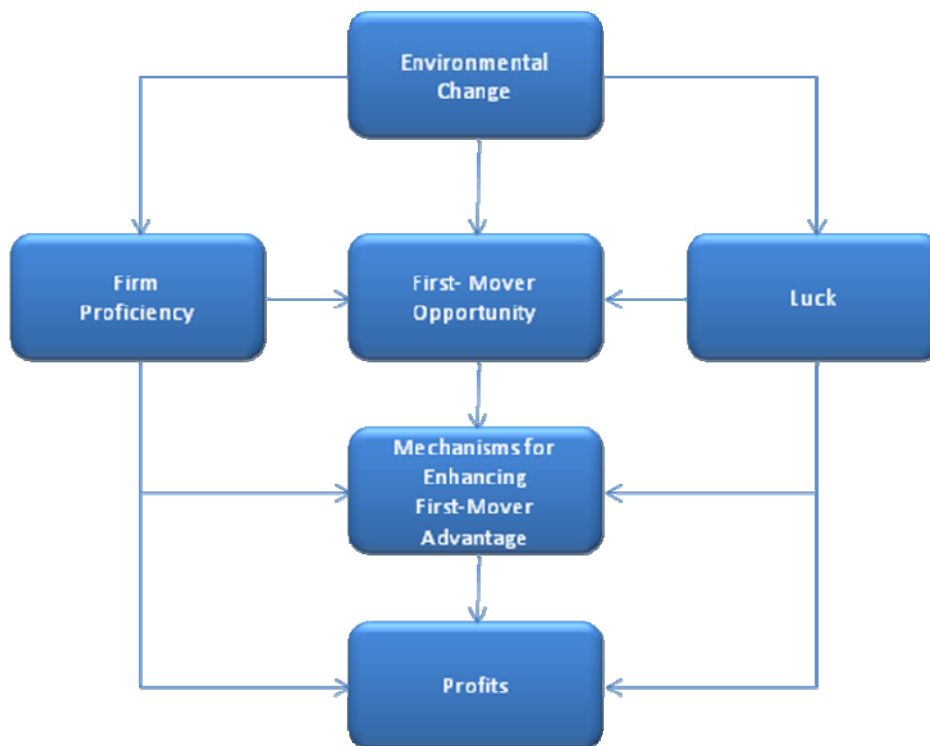 Environmental
Change
Firm
Proficiency
First- Mover
Opportunity
Luck
Mechanisms for
Enhancing
First-Mover
Advantage
Profits